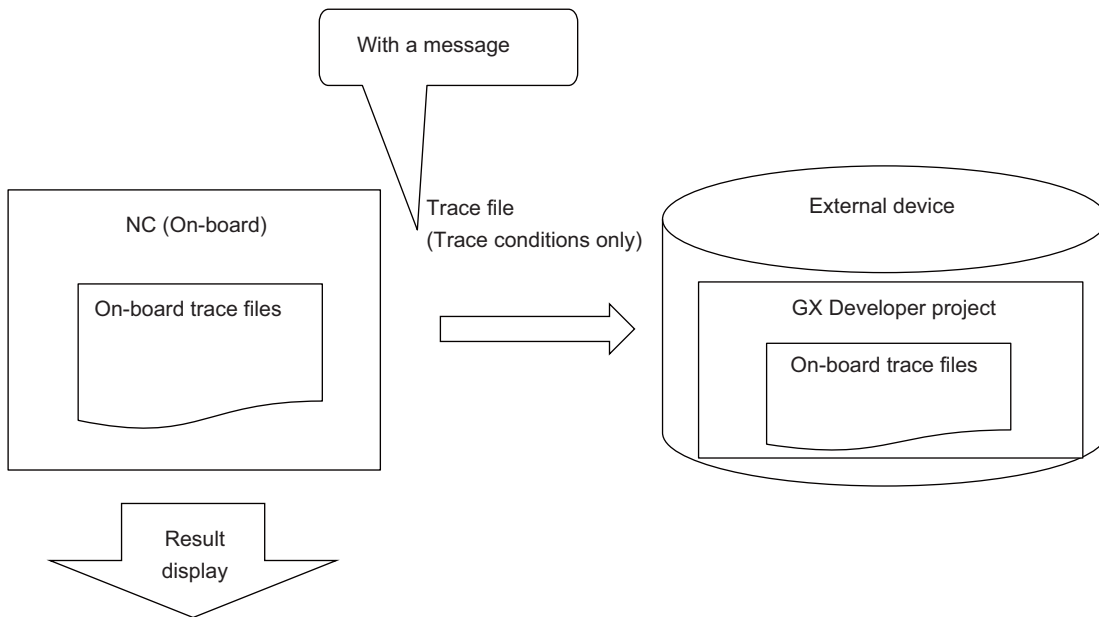 With a message
Trace file
(Trace conditions only)
NC (On-board)
On-board trace files
External device
GX Developer project
On-board trace files
Result
display